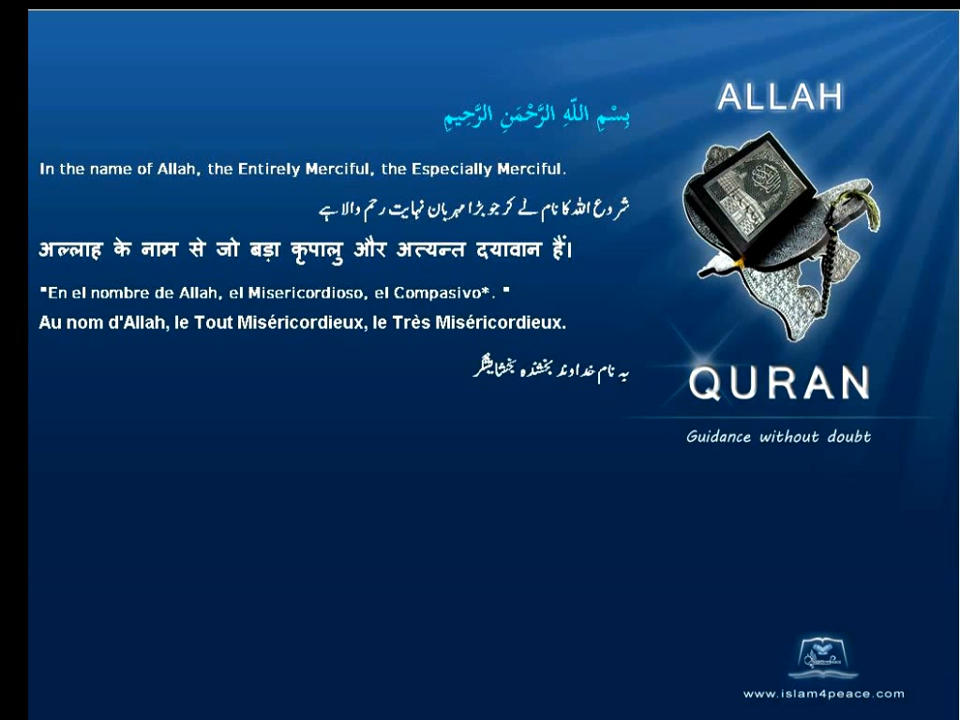 بِسْمِ اللّهِ الرَّحْمَنِ الرَّحِيمِ
In the name of Allah, the Entirely Merciful, the Especially Merciful.
شروع الله کا نام لے کر جو بڑا مہربان نہایت رحم والا ہے
अल्लाह के नाम से जो बड़ा कृपालु और अत्यन्त दयावान हैं।
"En el nombre de Allah, el Misericordioso, el Compasivo*. "
Au nom d'Allah, le Tout Miséricordieux, le Très Miséricordieux.
به نام خداوند بخشنده بخشایشگر
ALLAH
QURAN
Guidance without doubt
www.islam4peace.com